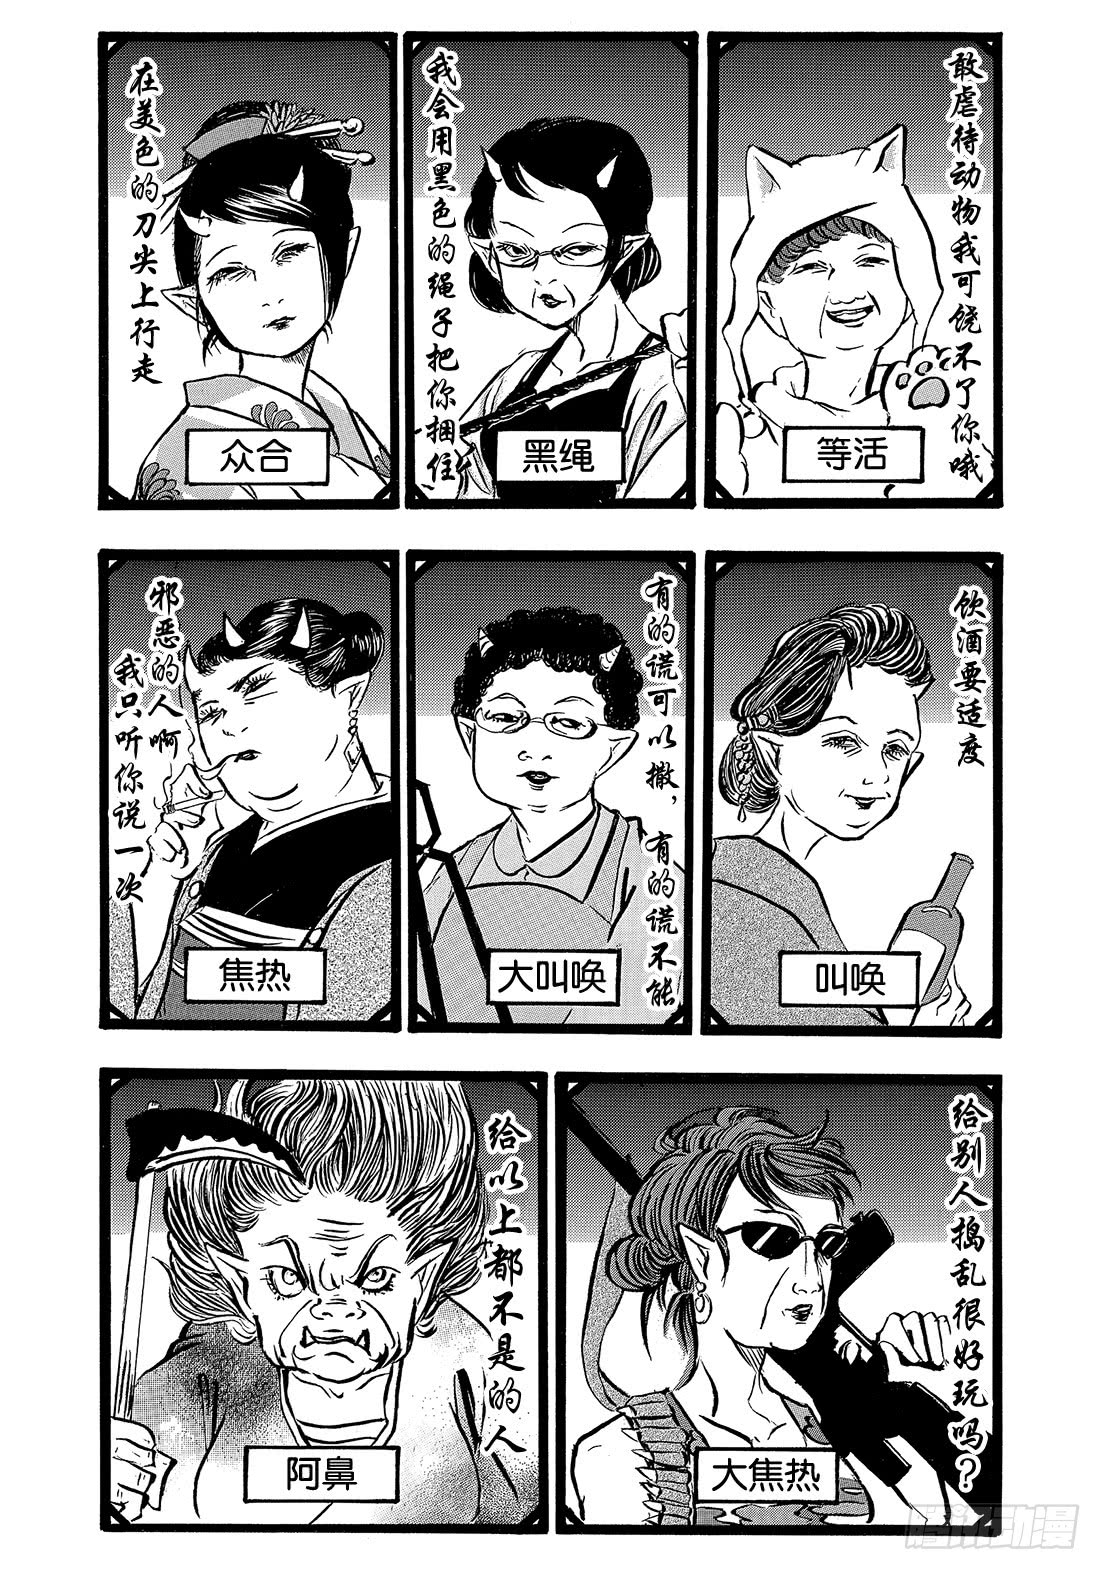 敢虐待动物我可饶不了你哦
等活
我会用黑色的绳子把你捆住
黑绳
在美色的刀尖上行走
众合
饮酒要适度
叫唤
有的谎可以撒，有的谎不能
大叫唤
邪恶的人啊
我只听你说一次
焦热
给别人捣乱很好玩吗？
大焦热
给以上都不是的人
阿鼻
腾讯动漫